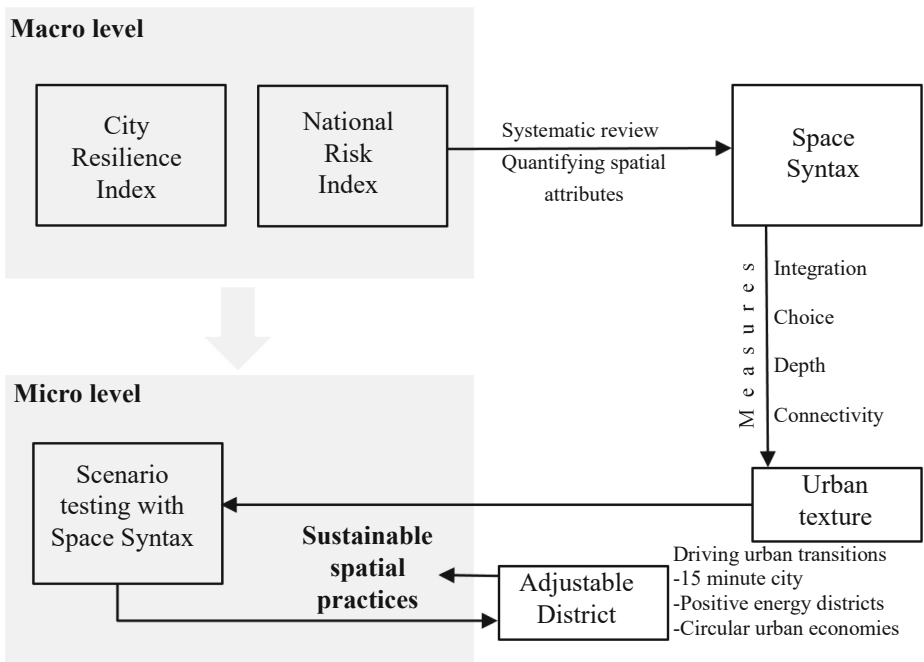 Macro level
City
Resilience
Index
National
Risk
Index
Systematic review
Quantifying spatial
attributes
Space
Syntax
Measures
Integration
Choice
Depth
Connectivity
Micro level
Scenario
testing with
Space Syntax
Urban
texture
Sustainable
spatial
practices
Adjustable
District
Driving urban transitions
-15 minute city
-Positive energy districts
-Circular urban economies